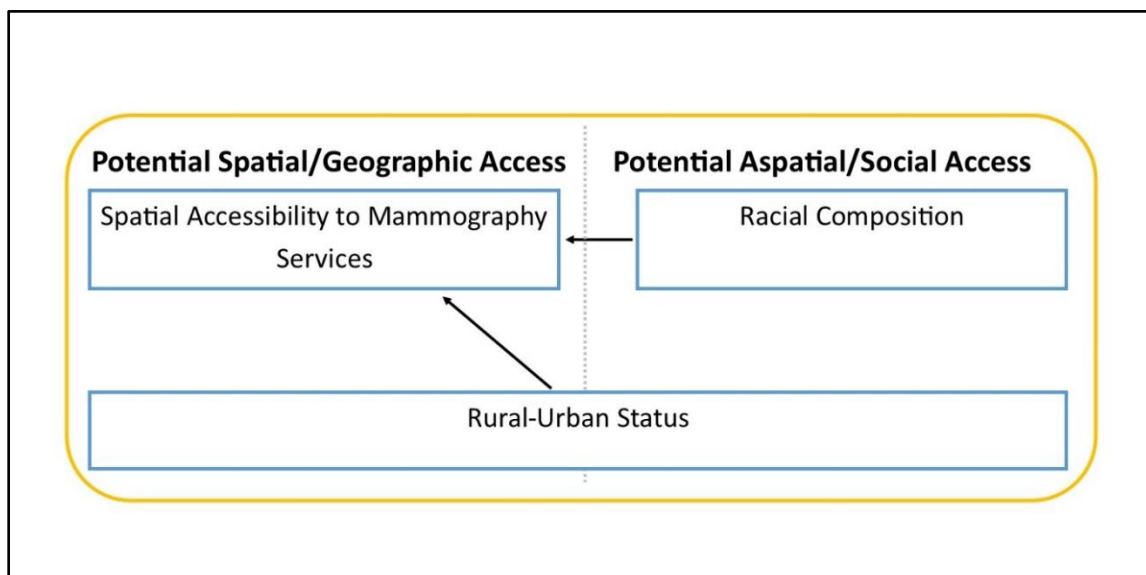 Potential Spatial/Geographic Access
Spatial Accessibility to Mammography
Services
Potential Aspatial/Social Access
Racial Composition
Rural-Urban Status